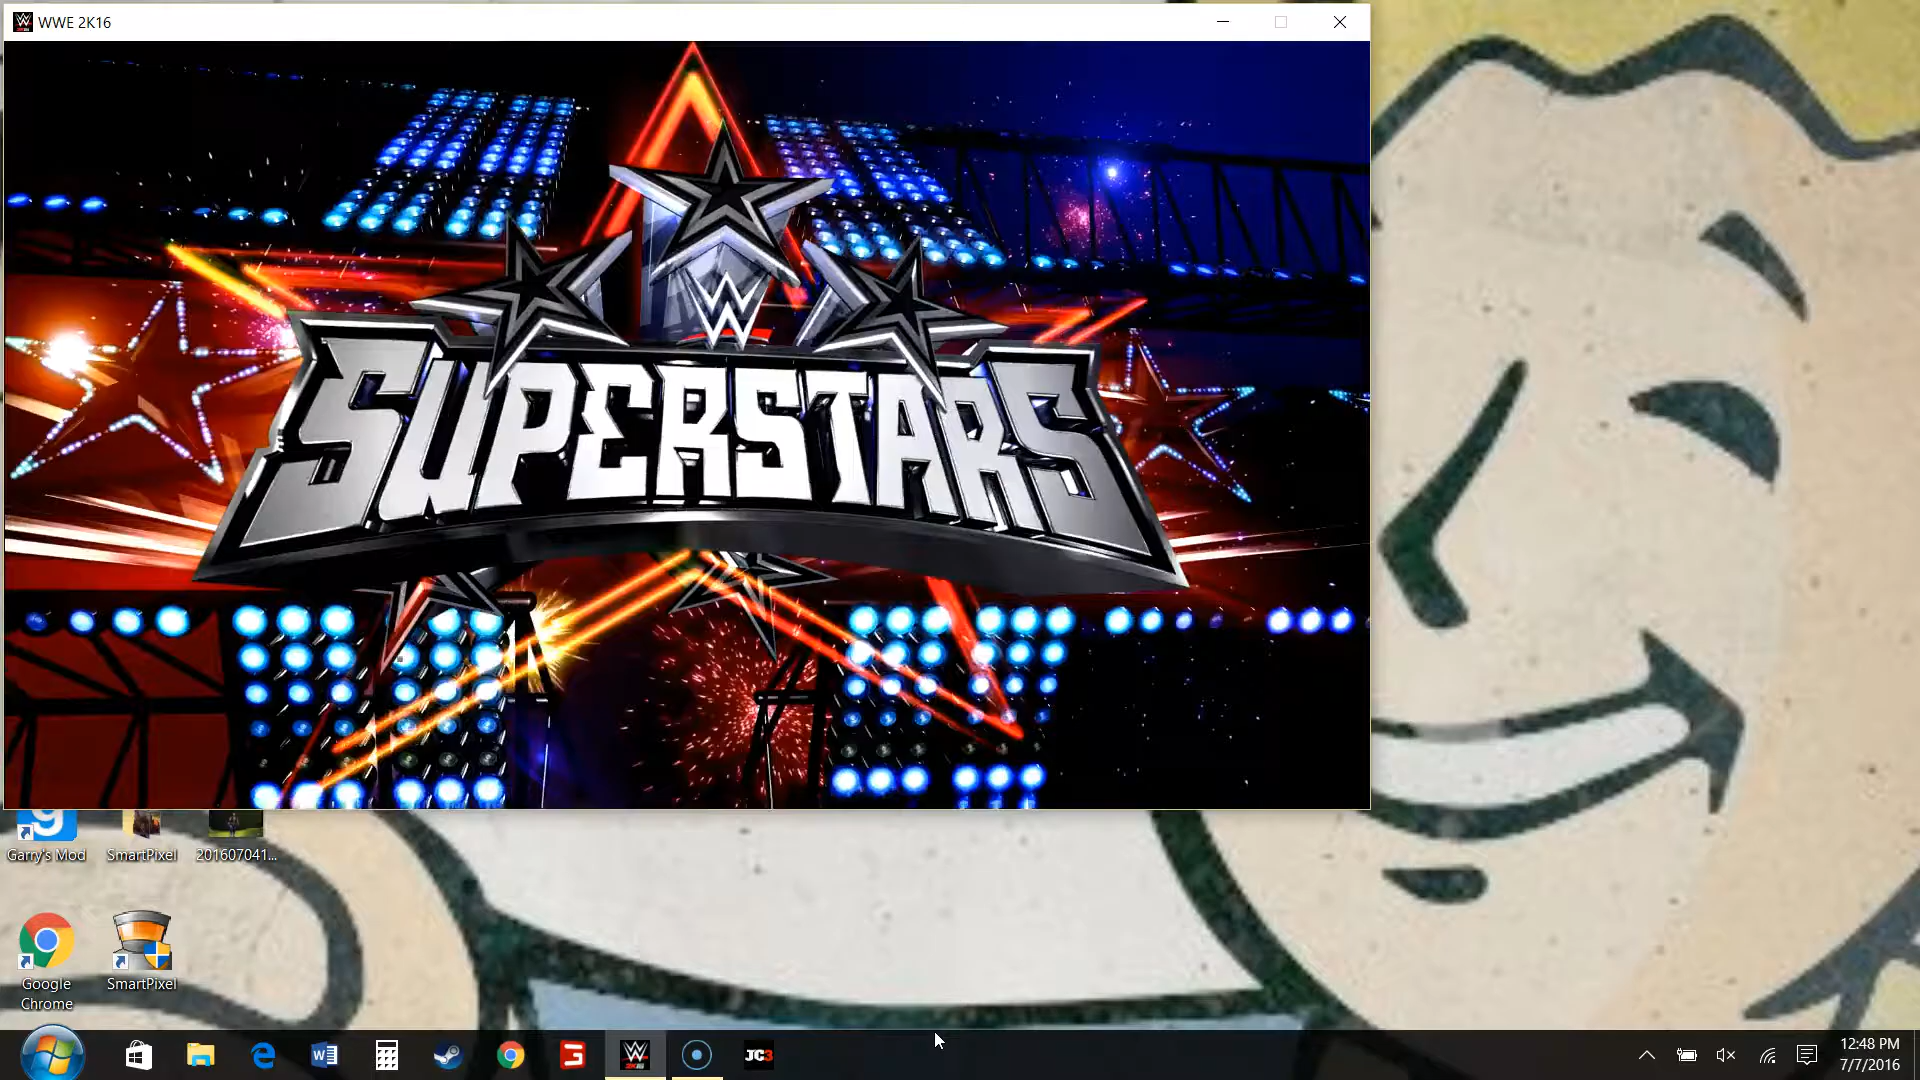 WWE 2K16
W
SUPERSTARS
Garry's Mod
SmartPixel
201607041...
Google
Chrome
SmartPixel
JC3
12:48 PM
7/7/2016